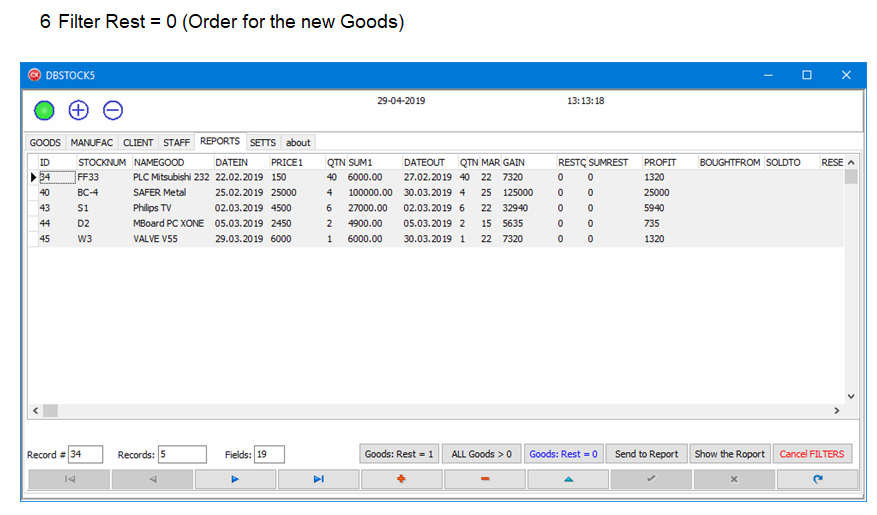 6 Filter Rest = 0 (Order for the new Goods)
DBSTOCK5
29-04-2019 13:13:18
GOODS MANUFAC CLIENT STAFF REPORTS SETTS about
ID STOCKNUM NAMEGOOD DATEIN PRICE1 QTN SUM1 DATEOUT QTN MAR GAIN RESTQ SUMREST PROFIT BOUGHTFROM SOLDTO RESE
34 FF33 PLC Mitsubishi 232 22.02.2019 150 40 6000.00 27.02.2019 40 22 7320 0 0 1320
40 BC-4 SAFER Metal 25.02.2019 25000 4 100000.00 30.03.2019 4 25 125000 0 0 25000
43 S1 Philips TV 02.03.2019 4500 6 27000.00 02.03.2019 6 22 32940 0 0 5940
44 D2 MBoard PC XONE 05.03.2019 2450 2 4900.00 05.03.2019 2 15 5635 0 0 735
45 W3 VALVE V55 29.03.2019 6000 1 6000.00 30.03.2019 1 22 7320 0 0 1320
Record # 34 Records: 5 Fields: 19 Goods: Rest = 1 ALL Goods > 0 Goods: Rest = 0 Send to Report Show the Roport Cancel FILTERS